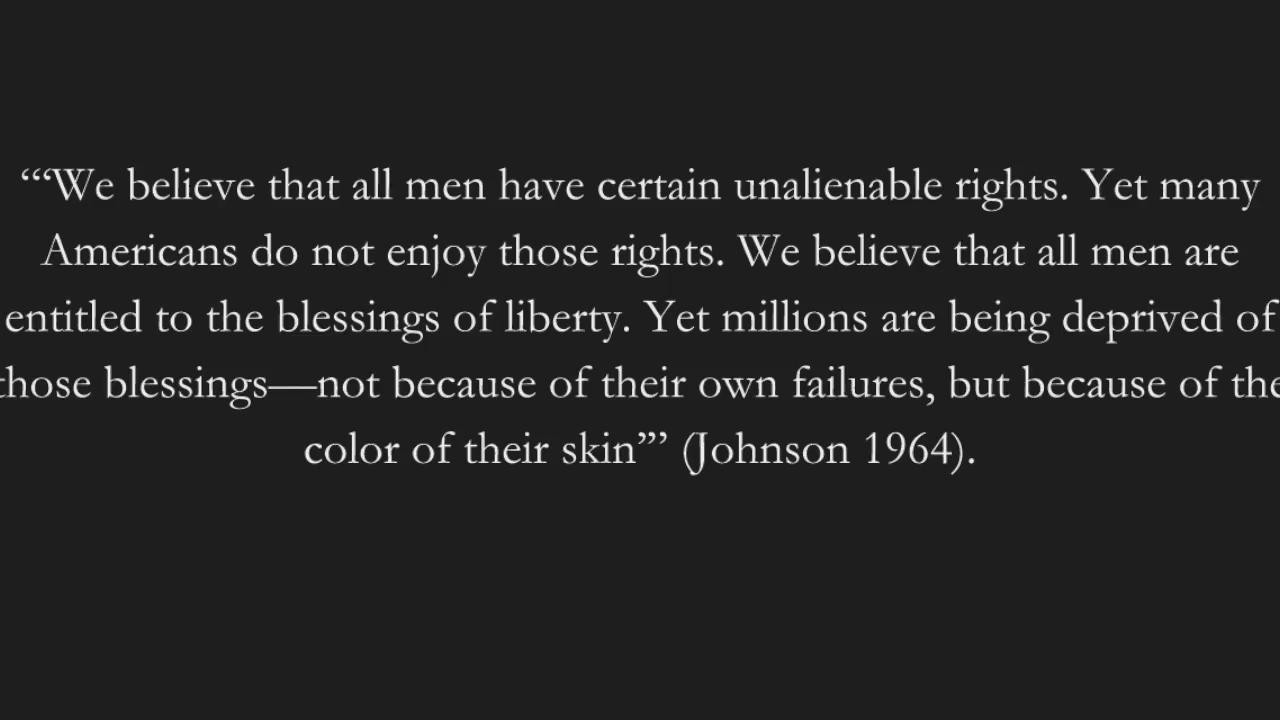 “‘We believe that all men have certain unalienable rights. Yet many
Americans do not enjoy those rights. We believe that all men are
entitled to the blessings of liberty. Yet millions are being deprived of
those blessings—not because of their own failures, but because of the
color of their skin’” (Johnson 1964).